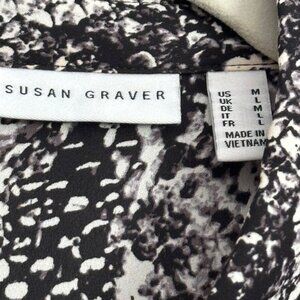 SUSAN GRAVER
US M
UK L
DE L
IT L
FR L
MADE IN
VIETNAM